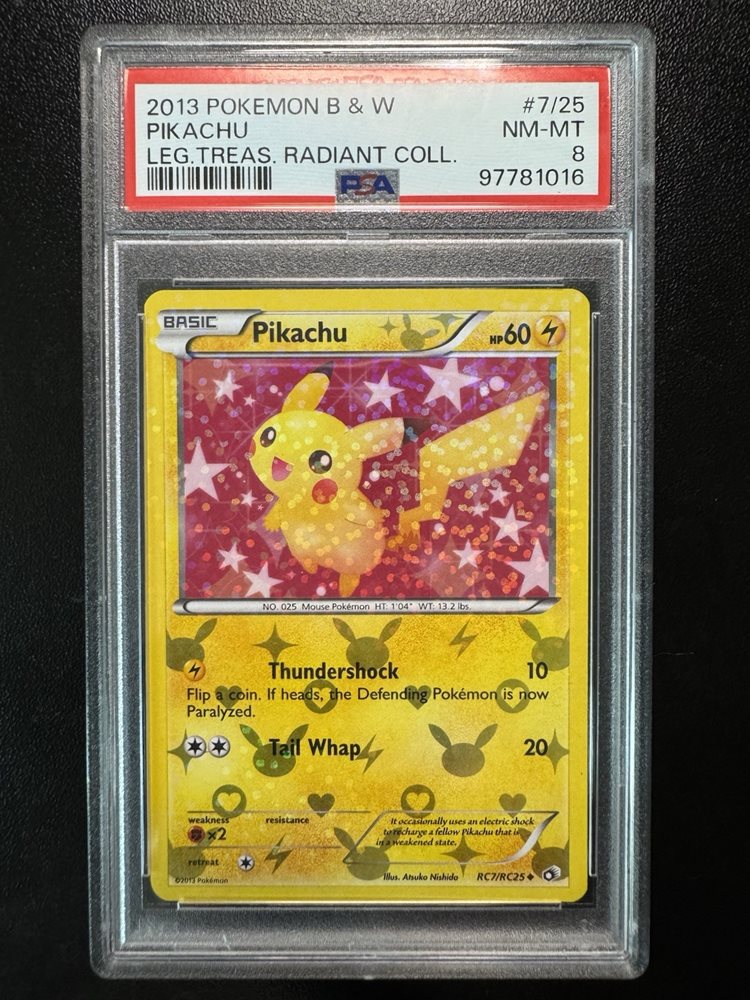 2013 POKEMON B & W #7/25
PIKACHU NM-MT
LEG.TREAS. RADIANT COLL. 8
PSA 97781016
BASIC Pikachu HP60
NO. 025 Mouse Pokémon HT: 1'04" WT: 13.2 lbs.
Thundershock 10
Flip a coin. If heads, the Defending Pokémon is now
Paralyzed.
Tail Whap 20
weakness resistance
×2
It occasionally uses an electric shock
to recharge a fellow Pikachu that is
in a weakened state.
retreat
©2013 Pokémon Illus. Atsuko Nishida RC7/RC25